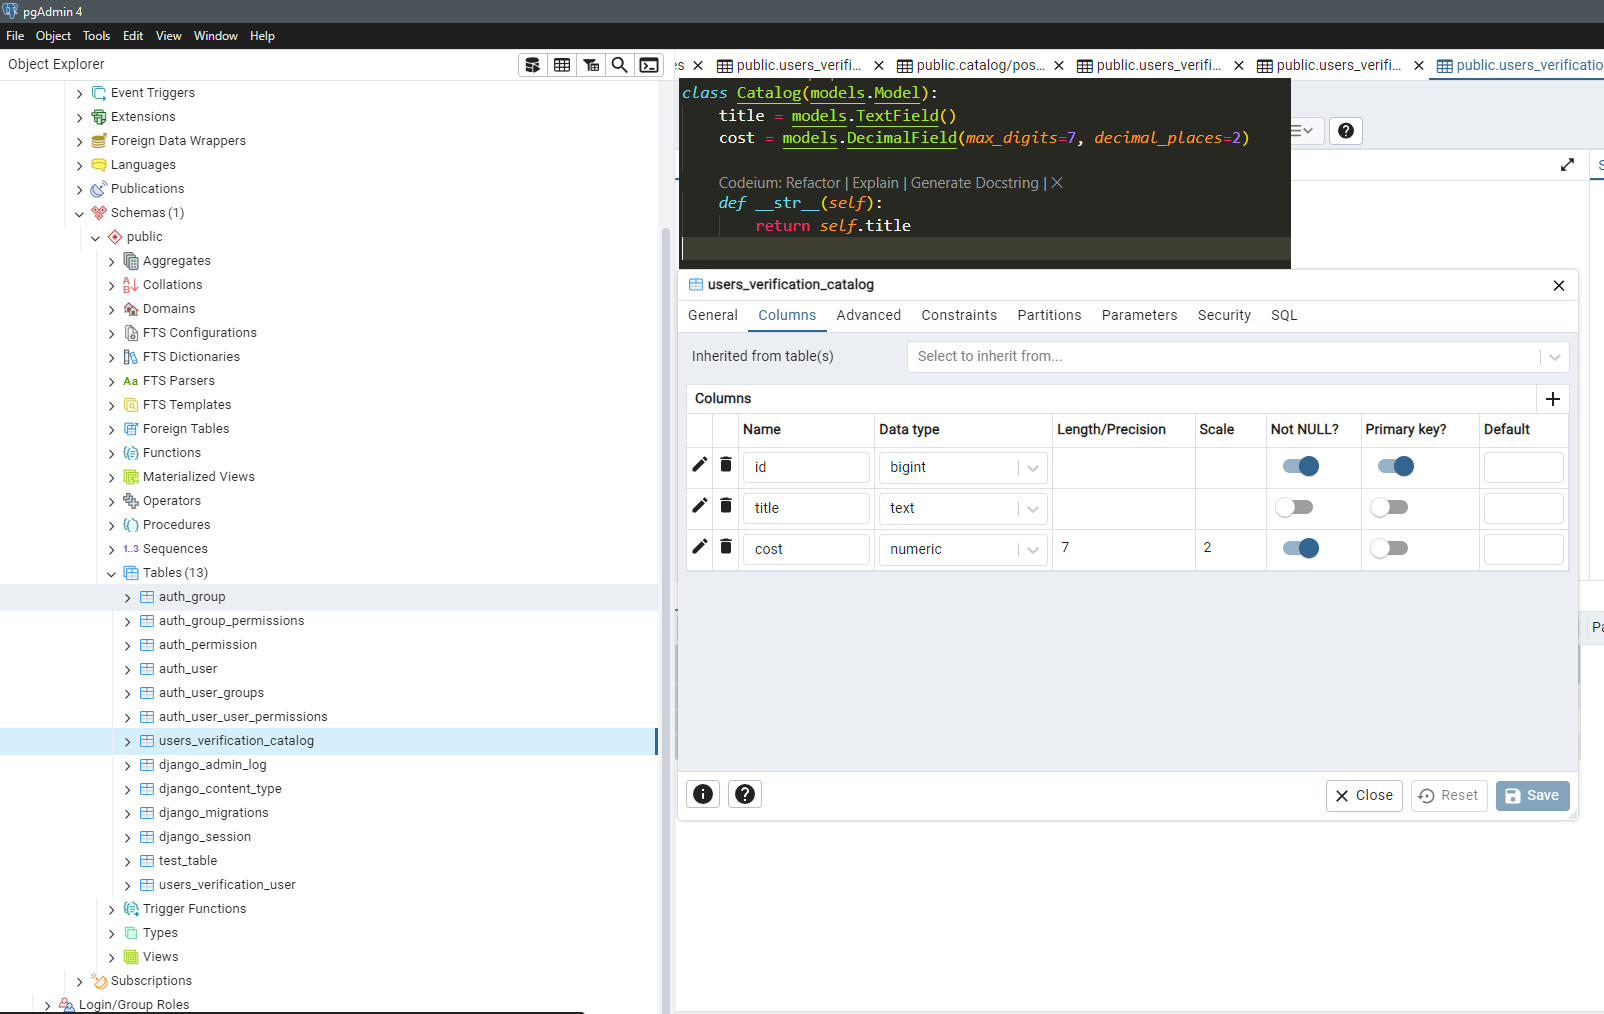 pgAdmin 4
File Object Tools Edit View Window Help
Object Explorer
es
public.users_verifi...
public.catalog/pos...
public.users_verifi...
public.users_verifi...
public.users_verificatio
Event Triggers
Extensions
Foreign Data Wrappers
Languages
Publications
Schemas (1)
public
Aggregates
Collations
Domains
FTS Configurations
FTS Dictionaries
Aa FTS Parsers
FTS Templates
Foreign Tables
Functions
Materialized Views
Operators
Procedures
1..3 Sequences
Tables (13)
auth_group
auth_group_permissions
auth_permission
auth_user
auth_user_groups
auth_user_user_permissions
users_verification_catalog
django_admin_log
django_content_type
django_migrations
django_session
test_table
users_verification_user
Trigger Functions
Types
Views
Subscriptions
Login/Group Roles
class Catalog(models.Model):
title = models.TextField()
cost = models.DecimalField(max_digits=7, decimal_places=2)
Codeium: Refactor | Explain | Generate Docstring | X
def __str__(self):
return self.title
users_verification_catalog
General Columns Advanced Constraints Partitions Parameters Security SQL
Inherited from table(s) Select to inherit from...
Columns
Name Data type Length/Precision Scale Not NULL? Primary key? Default
id bigint
title text
cost numeric 7 2
Close Reset Save
Pa